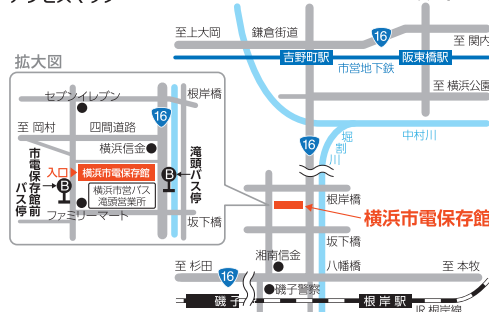 アクセスマップ
至上大岡
鎌倉街道
16
至 関内
吉野町駅
阪東橋駅
市営地下鉄
至 横浜公園
中村川
堀割川
16
根岸橋
横浜市電保存館
坂下橋
湘南信金
八幡橋
至 杉田
16
至 本牧
磯子警察
磯子
根岸駅
JR 根岸線
拡大図
セブンイレブン
根岸橋
16
至 岡村
四間道路
横浜信金
滝頭バス停
入口
横浜市電保存館
B
B
市電保存館前バス停
横浜市営バス
滝頭営業所
ファミリーマート
坂下橋